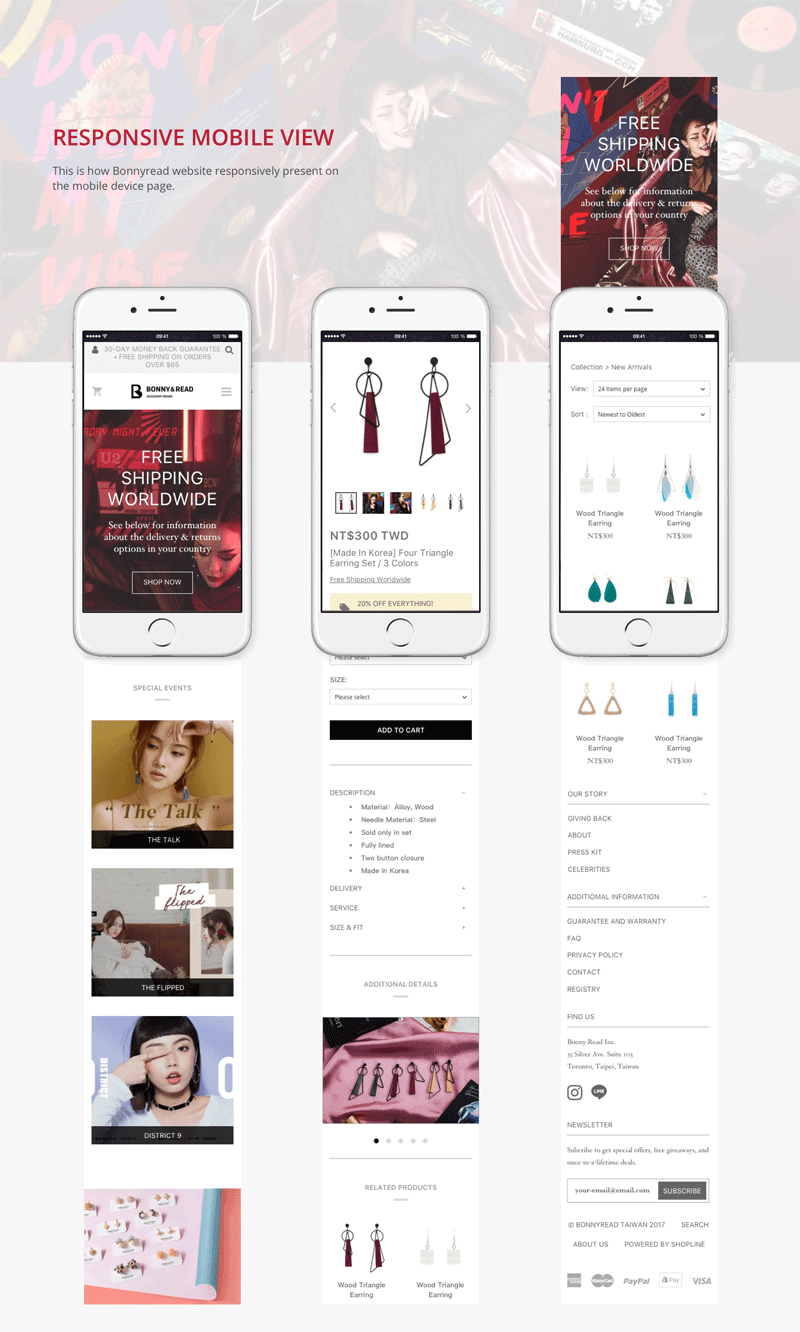 DON'T
KILL
MY
VIBE
HAMBURG - CCH
RESPONSIVE MOBILE VIEW
This is how Bonnyread website responsively present on
the mobile device page.
FREE
SHIPPING
WORLDWIDE
See below for information
about the delivery & returns
options in your country
SHOP NOW
09:41
100 %
30-DAY MONEY BACK GUARANTEE
• FREE SHIPPING ON ORDERS
OVER $65
BONNY&READ
ACCESSORY BRAND
FREE
SHIPPING
WORLDWIDE
See below for information
about the delivery & returns
options in your country
SHOP NOW
SPECIAL EVENTS
“ The Talk ”
THE TALK
The
flipped
THE FLIPPED
DISTRICT
DISTRICT 9
09:41
100 %
NT$300 TWD
[Made In Korea] Four Triangle
Earring Set / 3 Colors
Free Shipping Worldwide
20% OFF EVERYTHING!
Please select
SIZE:
Please select
ADD TO CART
DESCRIPTION −
• Material: Alloy, Wood
• Needle Material: Steel
• Sold only in set
• Fully lined
• Two button closure
• Made In Korea
DELIVERY +
SERVICE +
SIZE & FIT +
ADDITIONAL DETAILS
RELATED PRODUCTS
Wood Triangle
Earring
Wood Triangle
Earring
09:41
100 %
Collection > New Arrivals
View: 24 Items per page
Sort : Newest to Oldest
Wood Triangle
Earring
NT$300
Wood Triangle
Earring
NT$300
Wood Triangle
Earring
NT$300
Wood Triangle
Earring
NT$300
OUR STORY −
GIVING BACK
ABOUT
PRESS KIT
CELEBRITIES
ADDITIONAL INFORMATION −
GUARANTEE AND WARRANTY
FAQ
PRIVACY POLICY
CONTACT
REGISTRY
FIND US
Bonny Read Inc.
35 Silver Ave. Suite 103
Toronto, Taipei, Taiwan
LINE
NEWSLETTER
Subcribe to get special offers, free giveaways, and
once-in-a-lifetime deals.
your-email@email.com SUBSCRIBE
© BONNYREAD TAIWAN 2017 SEARCH
ABOUT US POWERED BY SHOPLINE
MasterCard PayPal Pay VISA